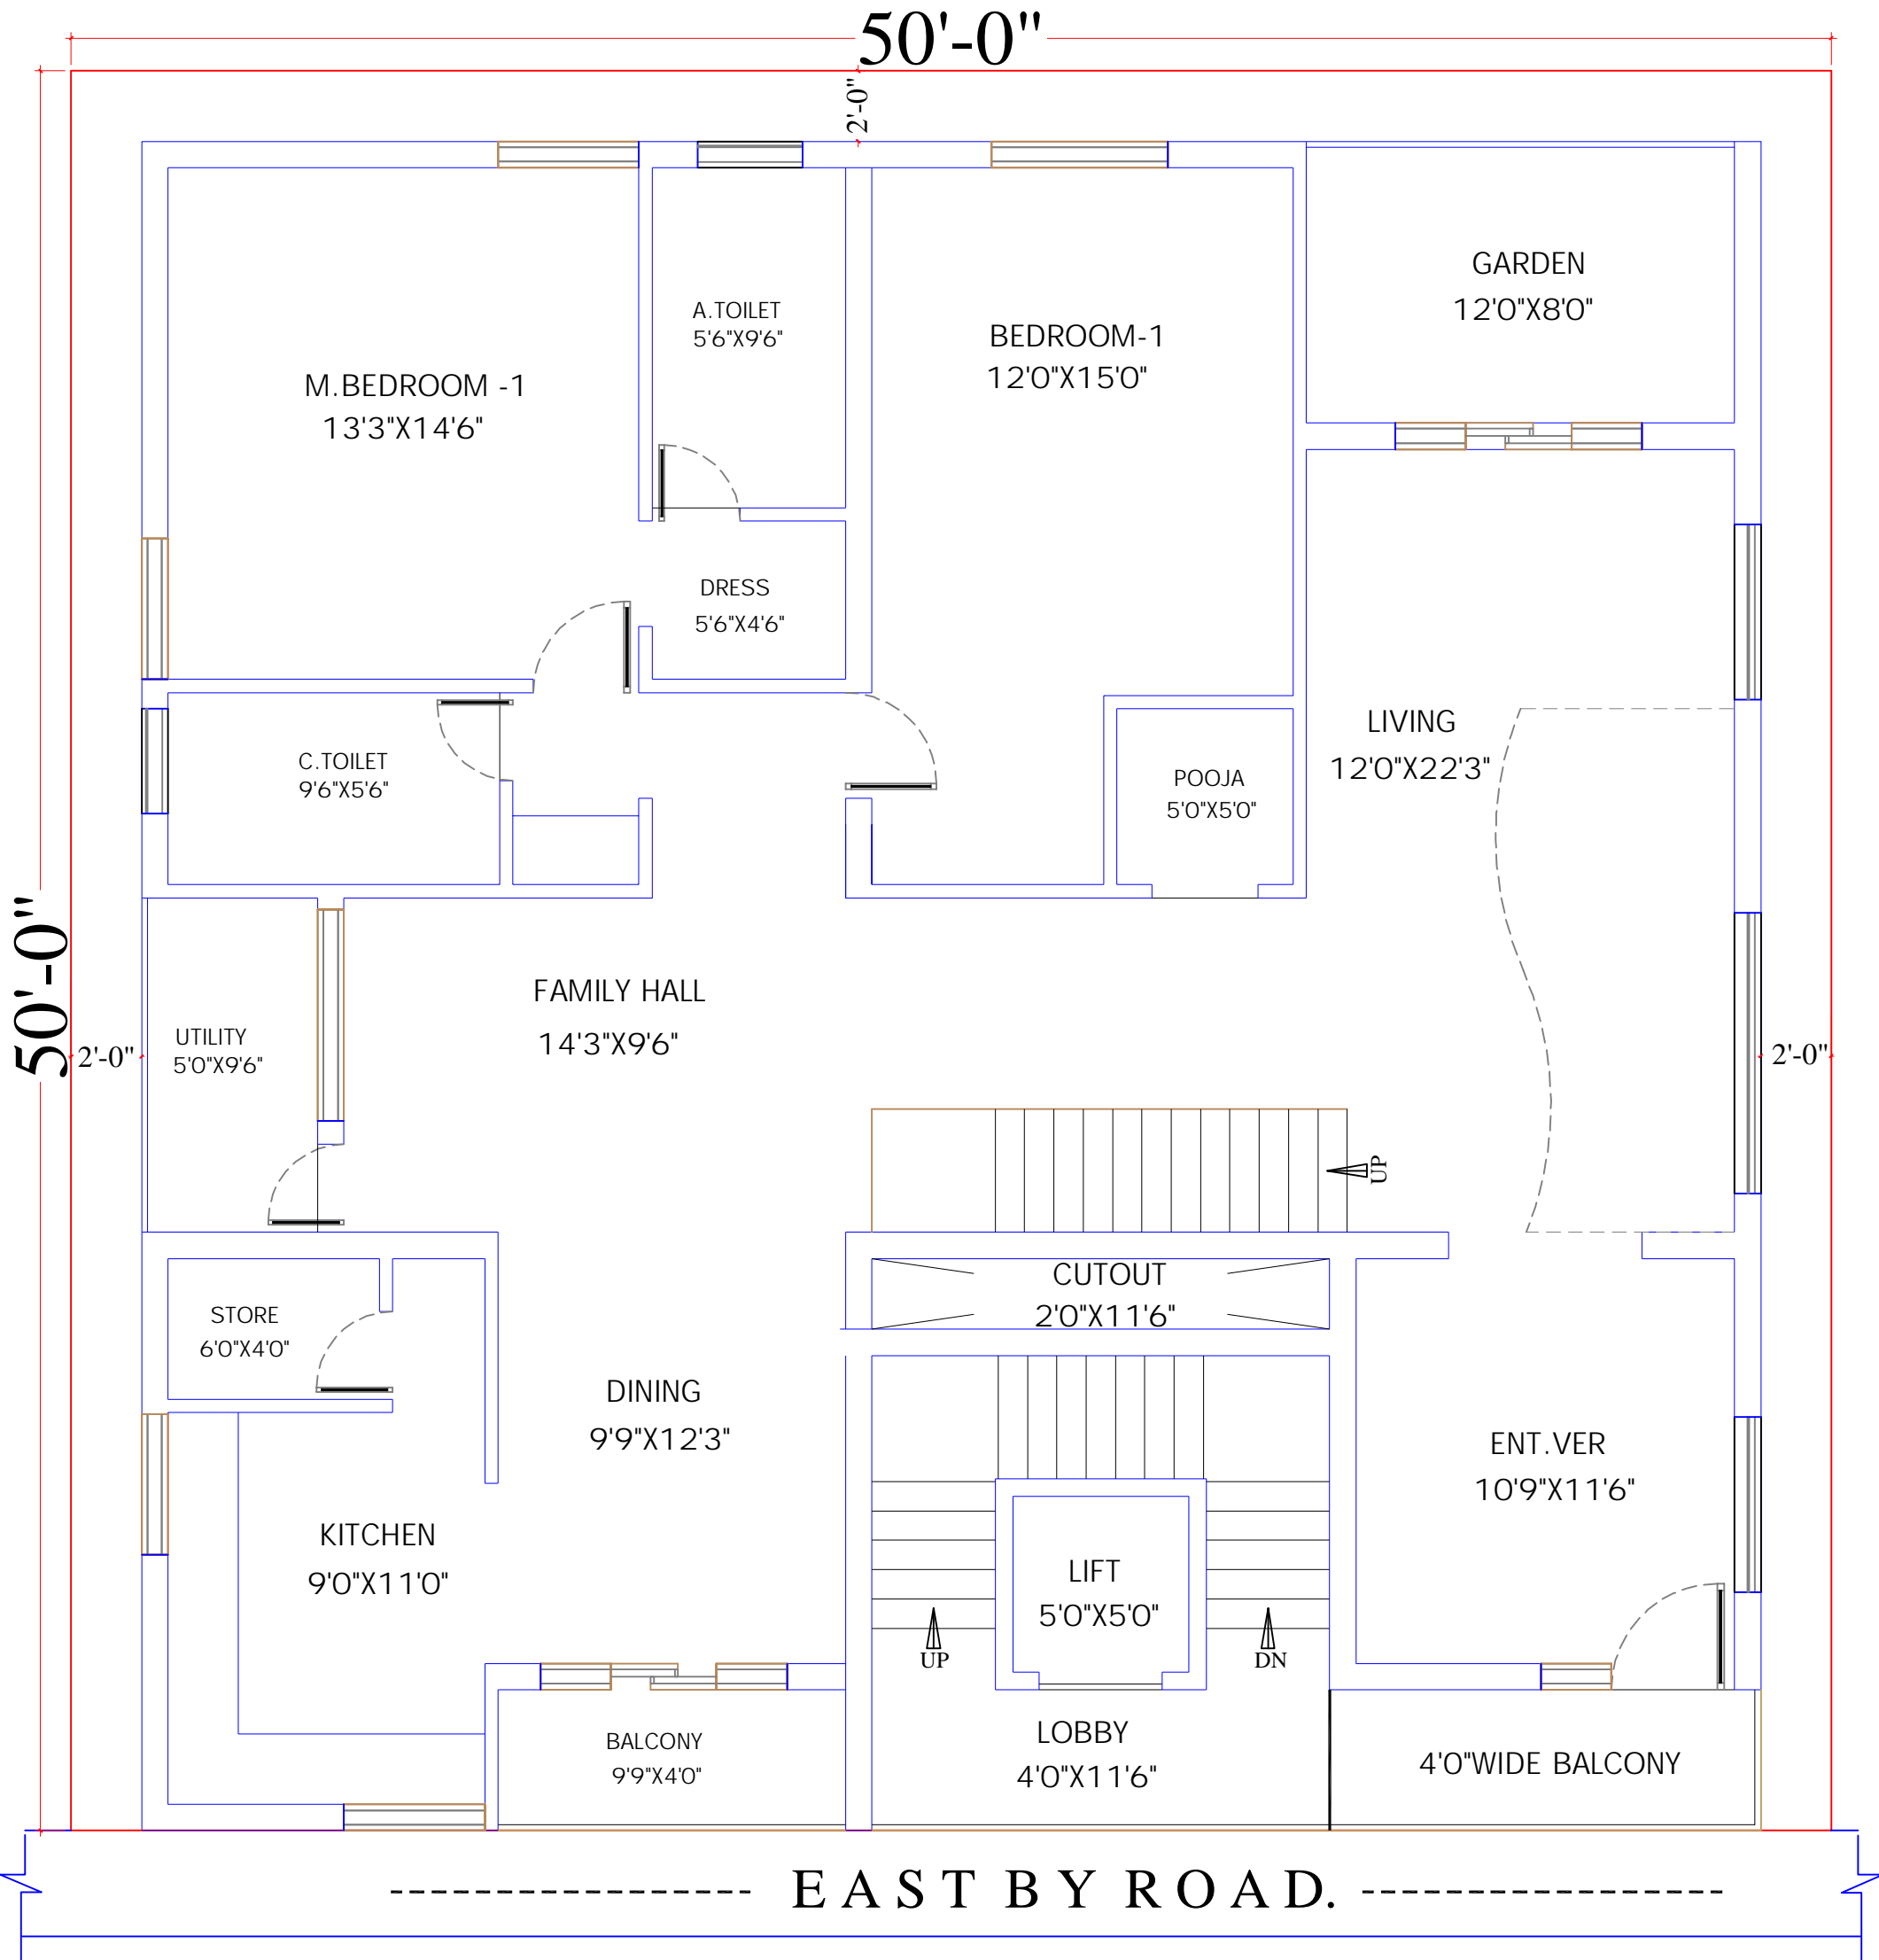 50'-0"
2'-0"
GARDEN
12'0"X8'0"
A.TOILET
5'6"X9'6"
BEDROOM-1
12'0"X15'0"
M.BEDROOM -1
13'3"X14'6"
DRESS
5'6"X4'6"
LIVING
12'0"X22'3"
C.TOILET
9'6"X5'6"
POOJA
5'0"X5'0"
50'-0"
FAMILY HALL
14'3"X9'6"
UTILITY
5'0"X9'6"
2'-0"
2'-0"
UP
CUTOUT
2'0"X11'6"
STORE
6'0"X4'0"
DINING
9'9"X12'3"
ENT.VER
10'9"X11'6"
KITCHEN
9'0"X11'0"
LIFT
5'0"X5'0"
UP
DN
BALCONY
9'9"X4'0"
LOBBY
4'0"X11'6"
4'0"WIDE BALCONY
EAST BY ROAD.